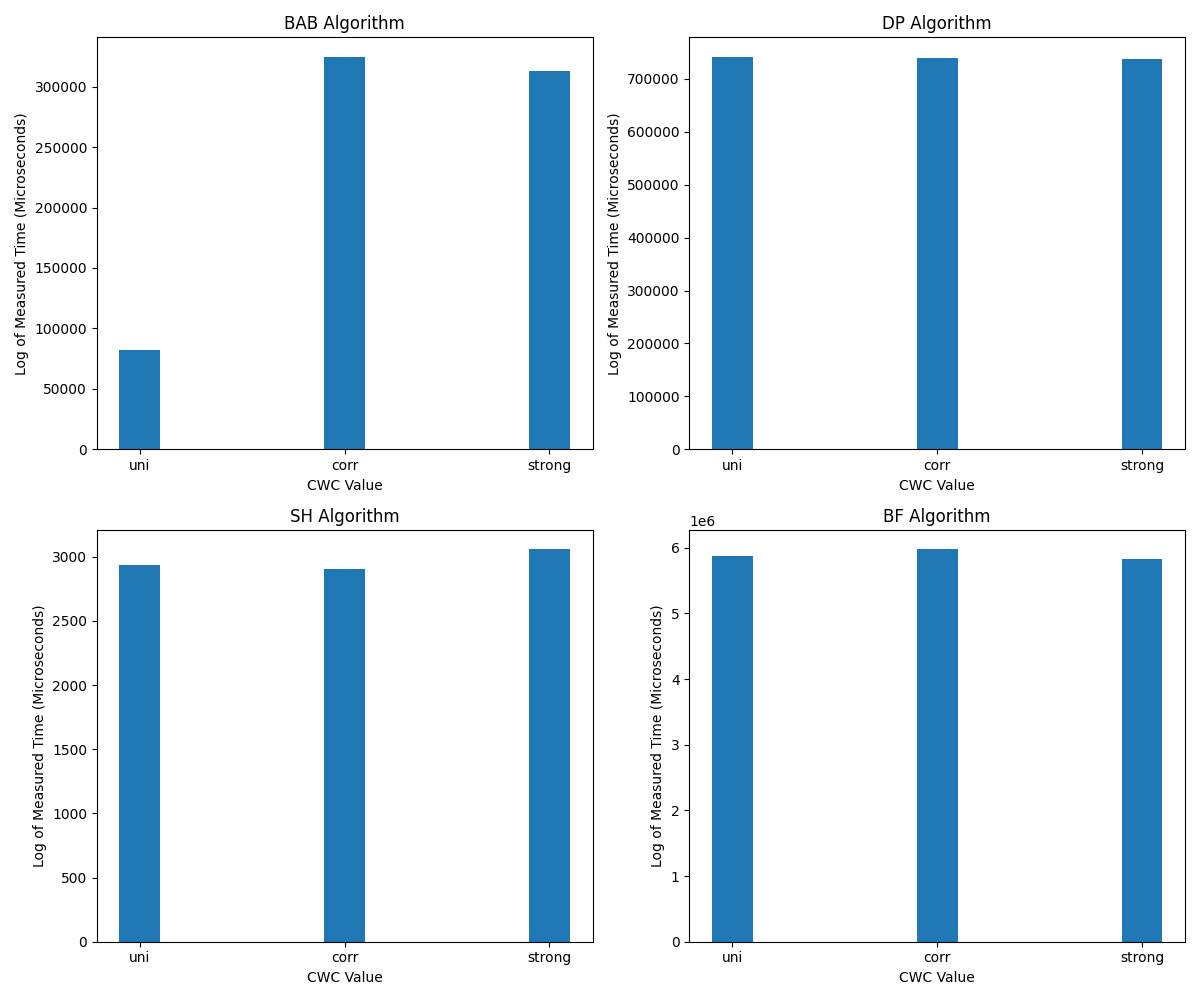 BAB Algorithm
Log of Measured Time (Microseconds)
300000
250000
200000
150000
100000
50000
0
uni corr strong
CWC Value
DP Algorithm
Log of Measured Time (Microseconds)
700000
600000
500000
400000
300000
200000
100000
0
uni corr strong
CWC Value
SH Algorithm
Log of Measured Time (Microseconds)
3000
2500
2000
1500
1000
500
0
uni corr strong
CWC Value
BF Algorithm
1e6
Log of Measured Time (Microseconds)
6
5
4
3
2
1
0
uni corr strong
CWC Value